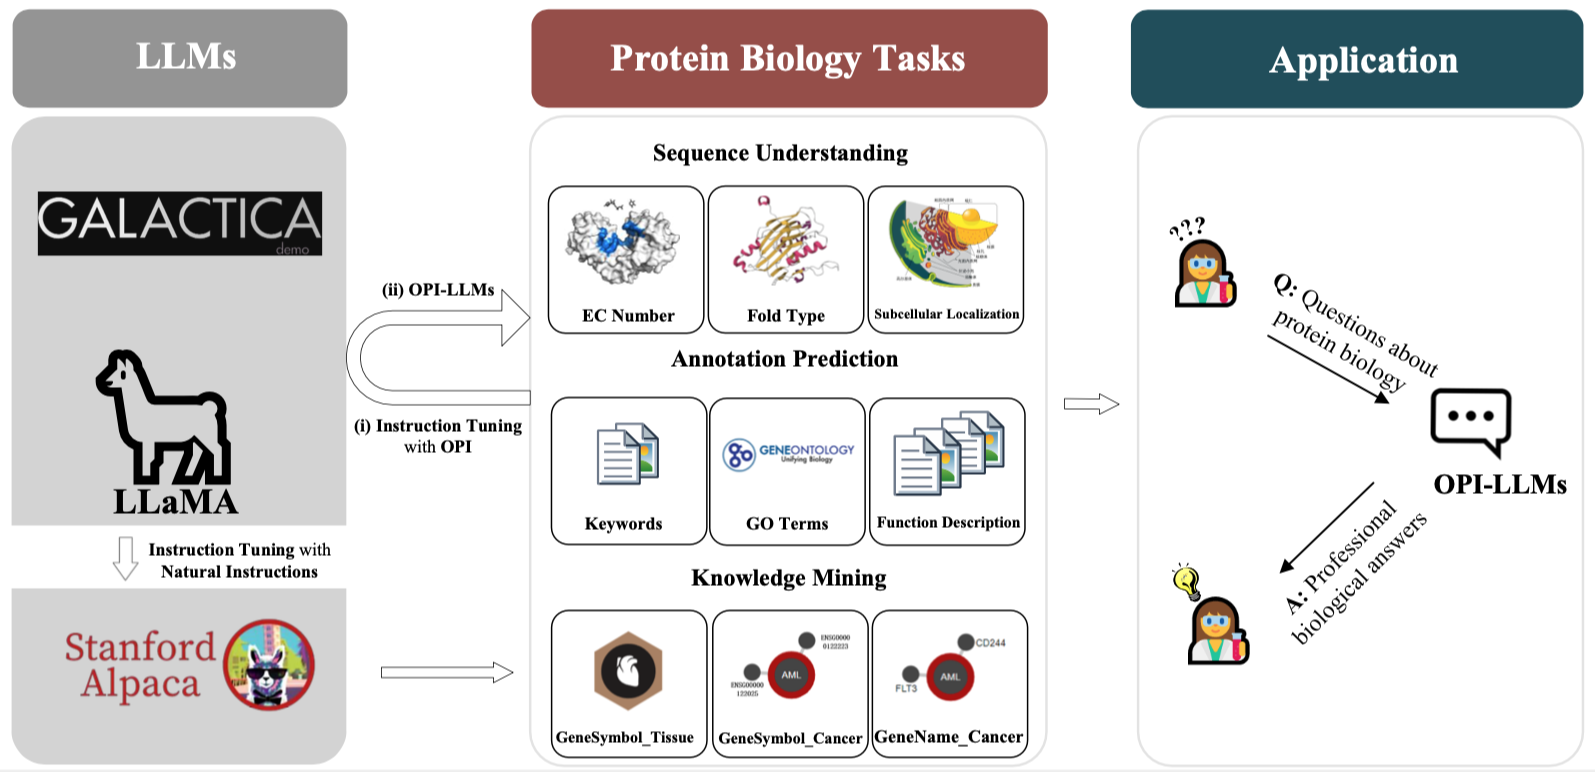 LLMs
GALACTICA
demo
LLaMA
Instruction Tuning with
Natural Instructions
Stanford
Alpaca
(ii) OPI-LLMs
(i) Instruction Tuning
with OPI
Protein Biology Tasks
Sequence Understanding
EC Number
Fold Type
Subcellular Localization
Annotation Prediction
Keywords
GENEONTOLOGY
Unifying Biology
GO Terms
Function Description
Knowledge Mining
GeneSymbol_Tissue
ENSG0000
0122223
AML
ENSG00000
122025
GeneSymbol_Cancer
CD244
AML
FLT3
GeneName_Cancer
Application
???
Q: Questions about
protein biology
OPI-LLMs
A: Professional
biological answers